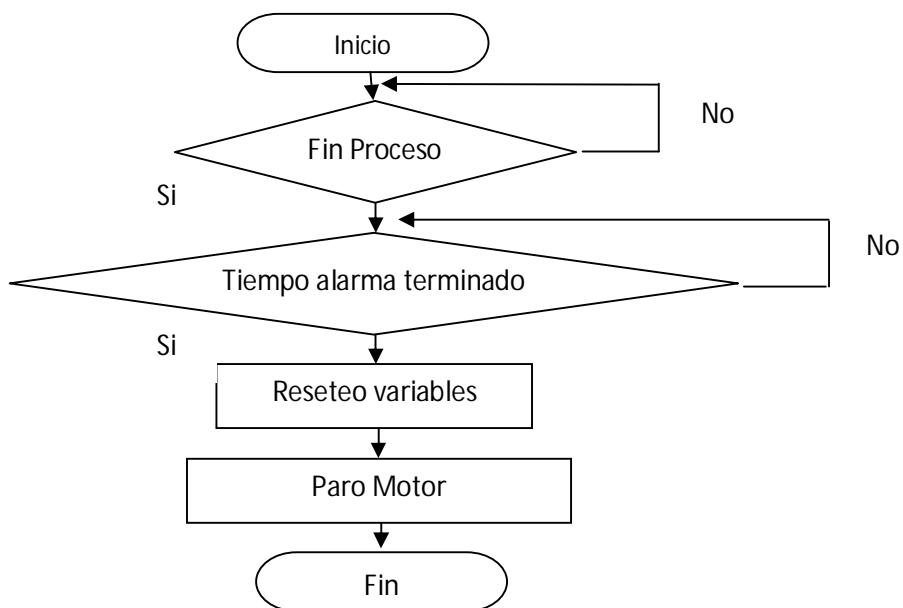 Inicio
No
Fin Proceso
Si
No
Tiempo alarma terminado
Si
Reseteo variables
Paro Motor
Fin